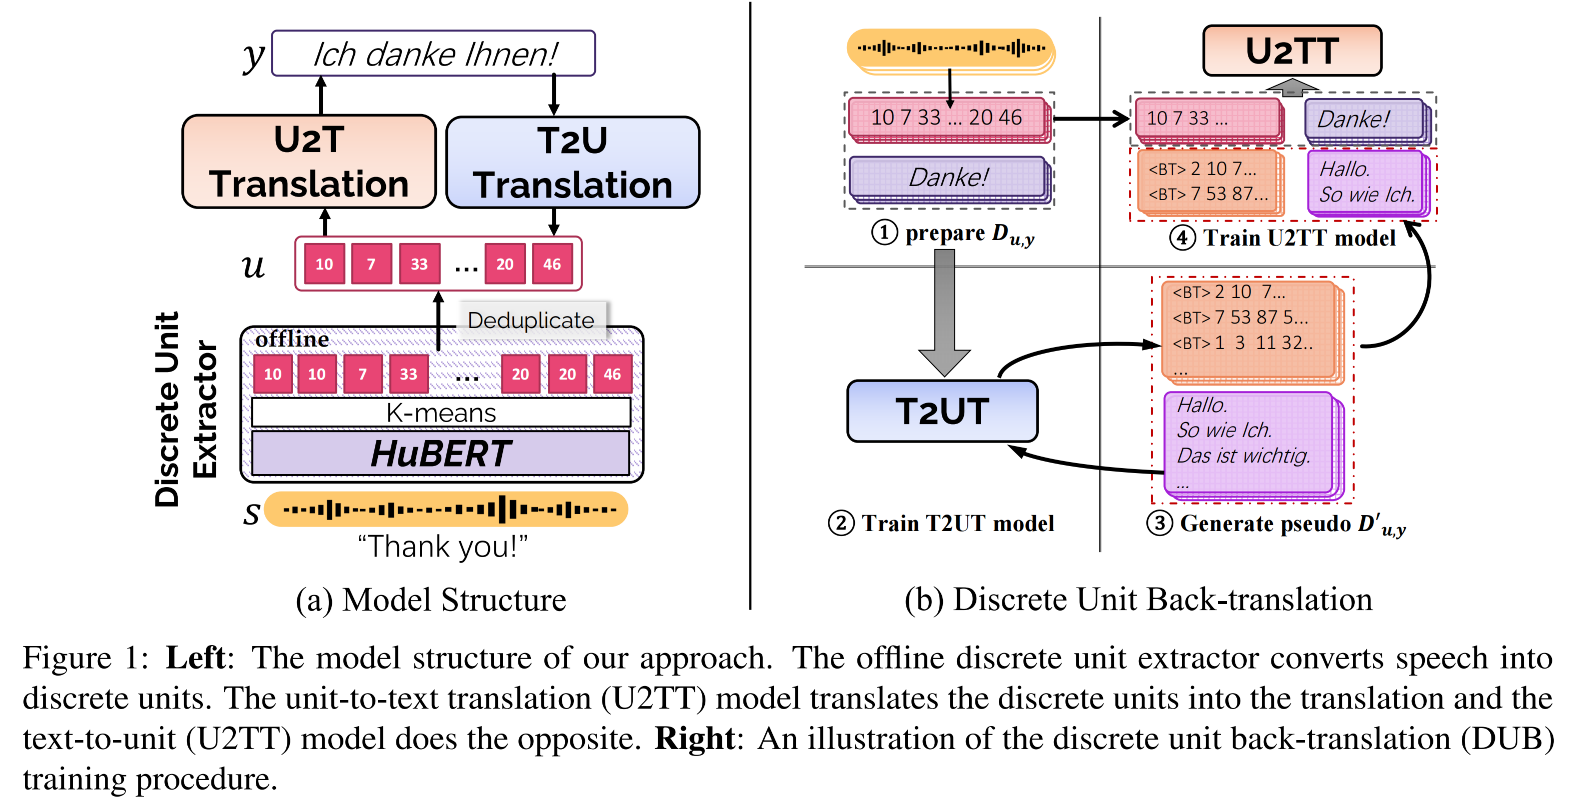 y Ich danke Ihnen!
U2T
Translation
T2U
Translation
u 10 7 33 ... 20 46
Deduplicate
Discrete Unit
Extractor
offline
10 10 7 33 ... 20 20 46
K-means
HuBERT
s
“Thank you!”
(a) Model Structure
10 7 33 ... 20 46
Danke!
① prepare Du,y
U2TT
10 7 33 ...
Danke!
<BT> 2 10 7...
<BT> 7 53 87...
Hallo.
So wie Ich.
④ Train U2TT model
T2UT
② Train T2UT model
<BT> 2 10 7...
<BT> 7 53 87 5...
<BT> 1 3 11 32..
...
Hallo.
So wie Ich.
Das ist wichtig.
...
③ Generate pseudo D′u,y
(b) Discrete Unit Back-translation
Figure 1: Left: The model structure of our approach. The offline discrete unit extractor converts speech into
discrete units. The unit-to-text translation (U2TT) model translates the discrete units into the translation and the
text-to-unit (U2TT) model does the opposite. Right: An illustration of the discrete unit back-translation (DUB)
training procedure.